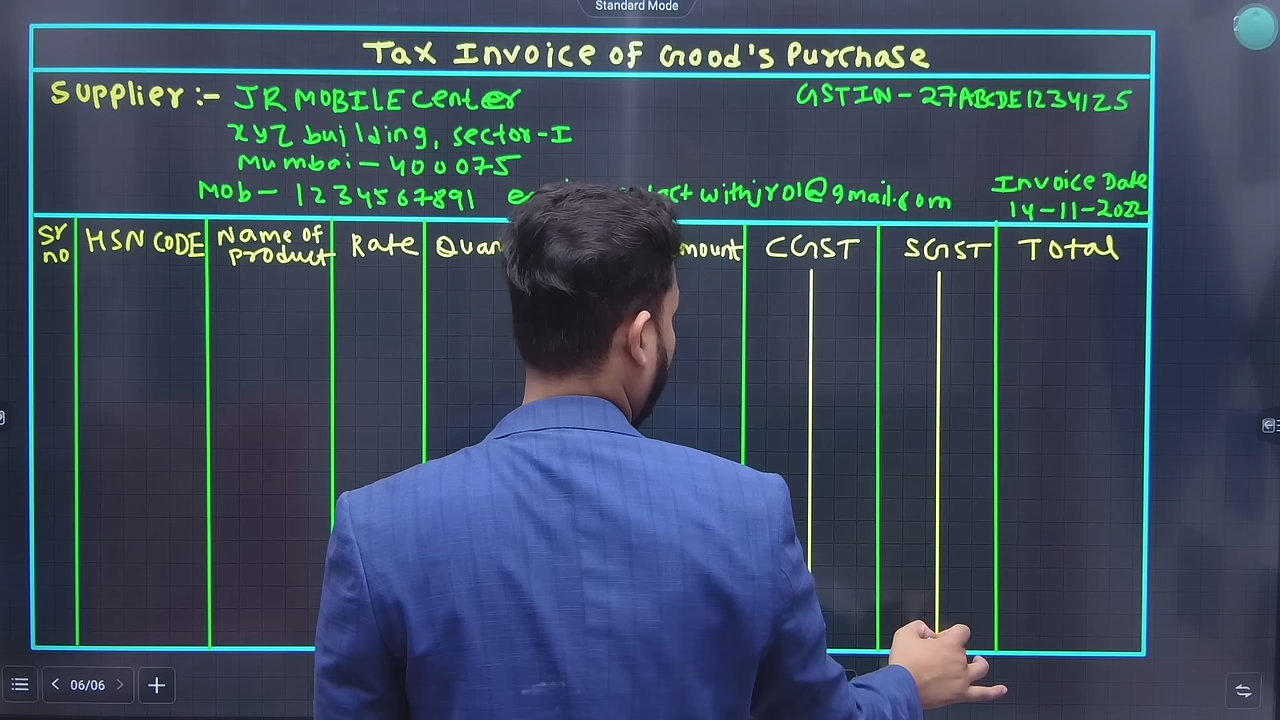 Standard Mode
Tax Invoice of Good's Purchase
Supplier :- JR MOBILE Center
GSTIN - 27ABCDE1234125
xyz building, sector-I
Mumbai - 400075
Mob - 1234567891 withjr01@gmail.com
Invoice Date
14-11-2022
Sr no HSN CODE Name of Product Rate CGST SGST Total
06/06